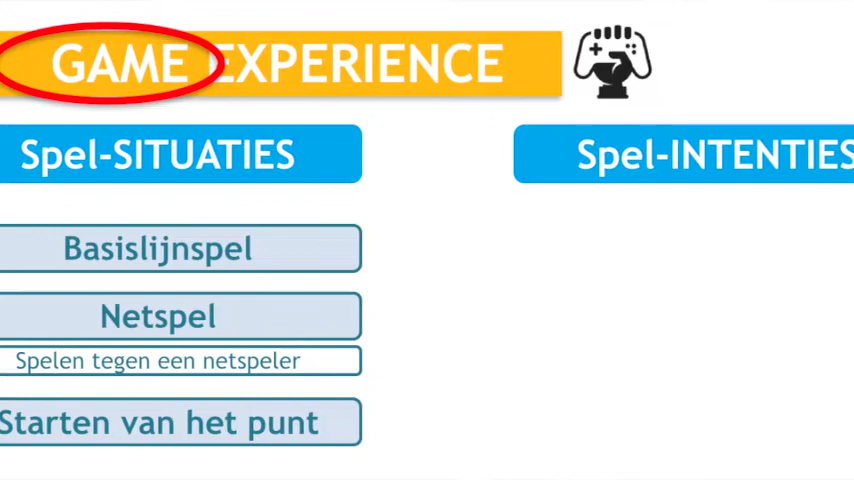 GAME EXPERIENCE
Spel-SITUATIES
Spel-INTENTIES
Basislijnspel
Netspel
Spelen tegen een netspeler
Starten van het punt